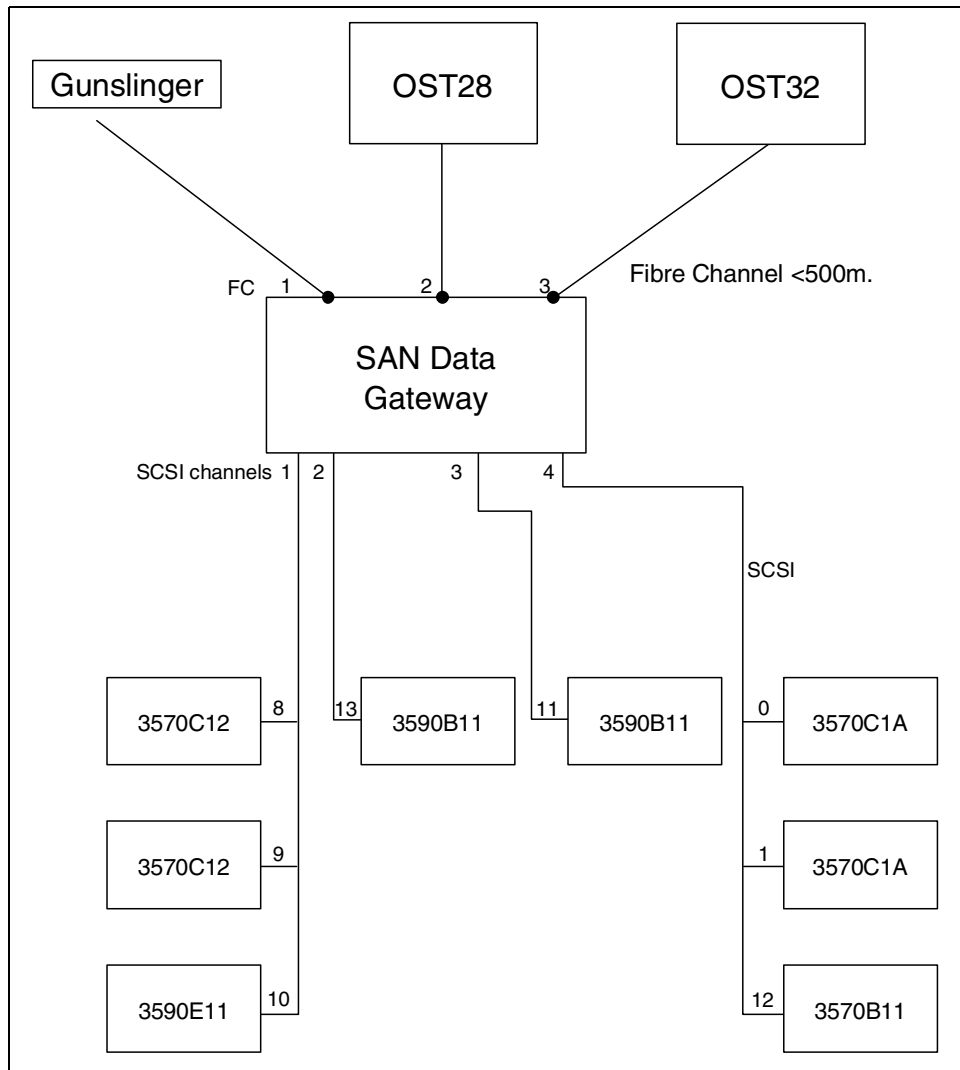 Gunslinger
OST28
OST32
Fibre Channel <500m.
FC 1 2 3
SAN Data
Gateway
SCSI channels 1 2 3 4
SCSI
8
3570C12
13
3590B11
11
3590B11
0
3570C1A
9
3570C12
1
3570C1A
10
3590E11
12
3570B11